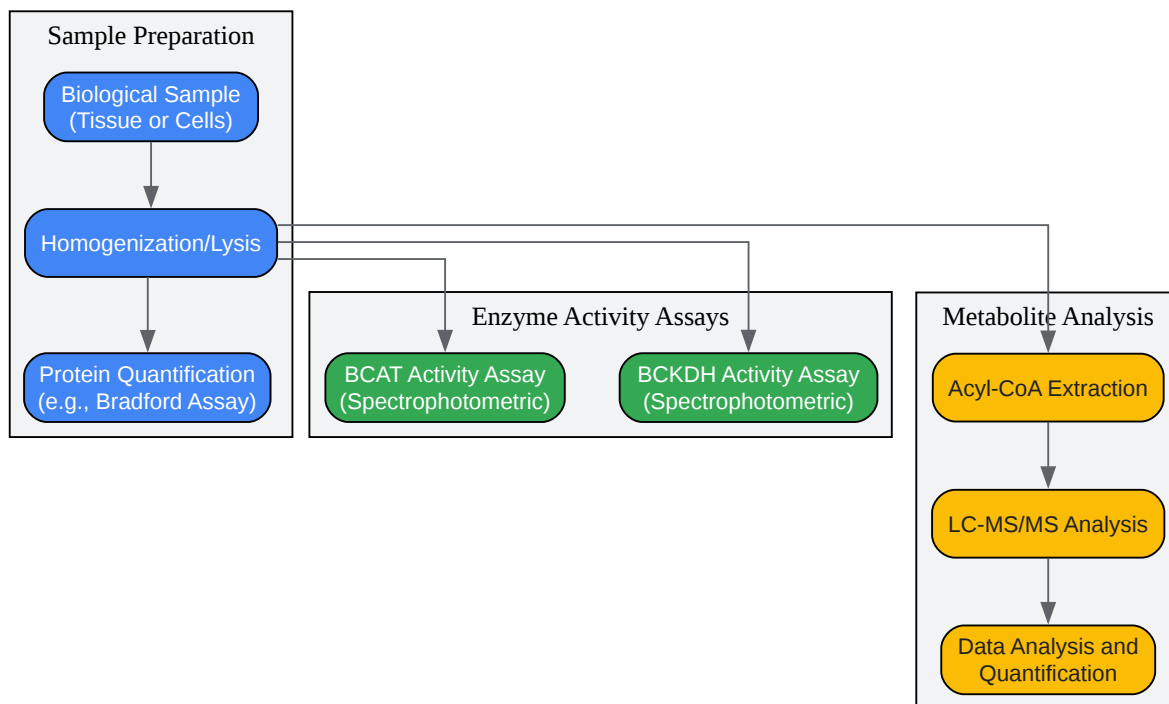 Sample Preparation
Biological Sample
(Tissue or Cells)
Homogenization/Lysis
Protein Quantification
(e.g., Bradford Assay)
Enzyme Activity Assays
BCAT Activity Assay
(Spectrophotometric)
BCKDH Activity Assay
(Spectrophotometric)
Metabolite Analysis
Acyl-CoA Extraction
LC-MS/MS Analysis
Data Analysis and
Quantification